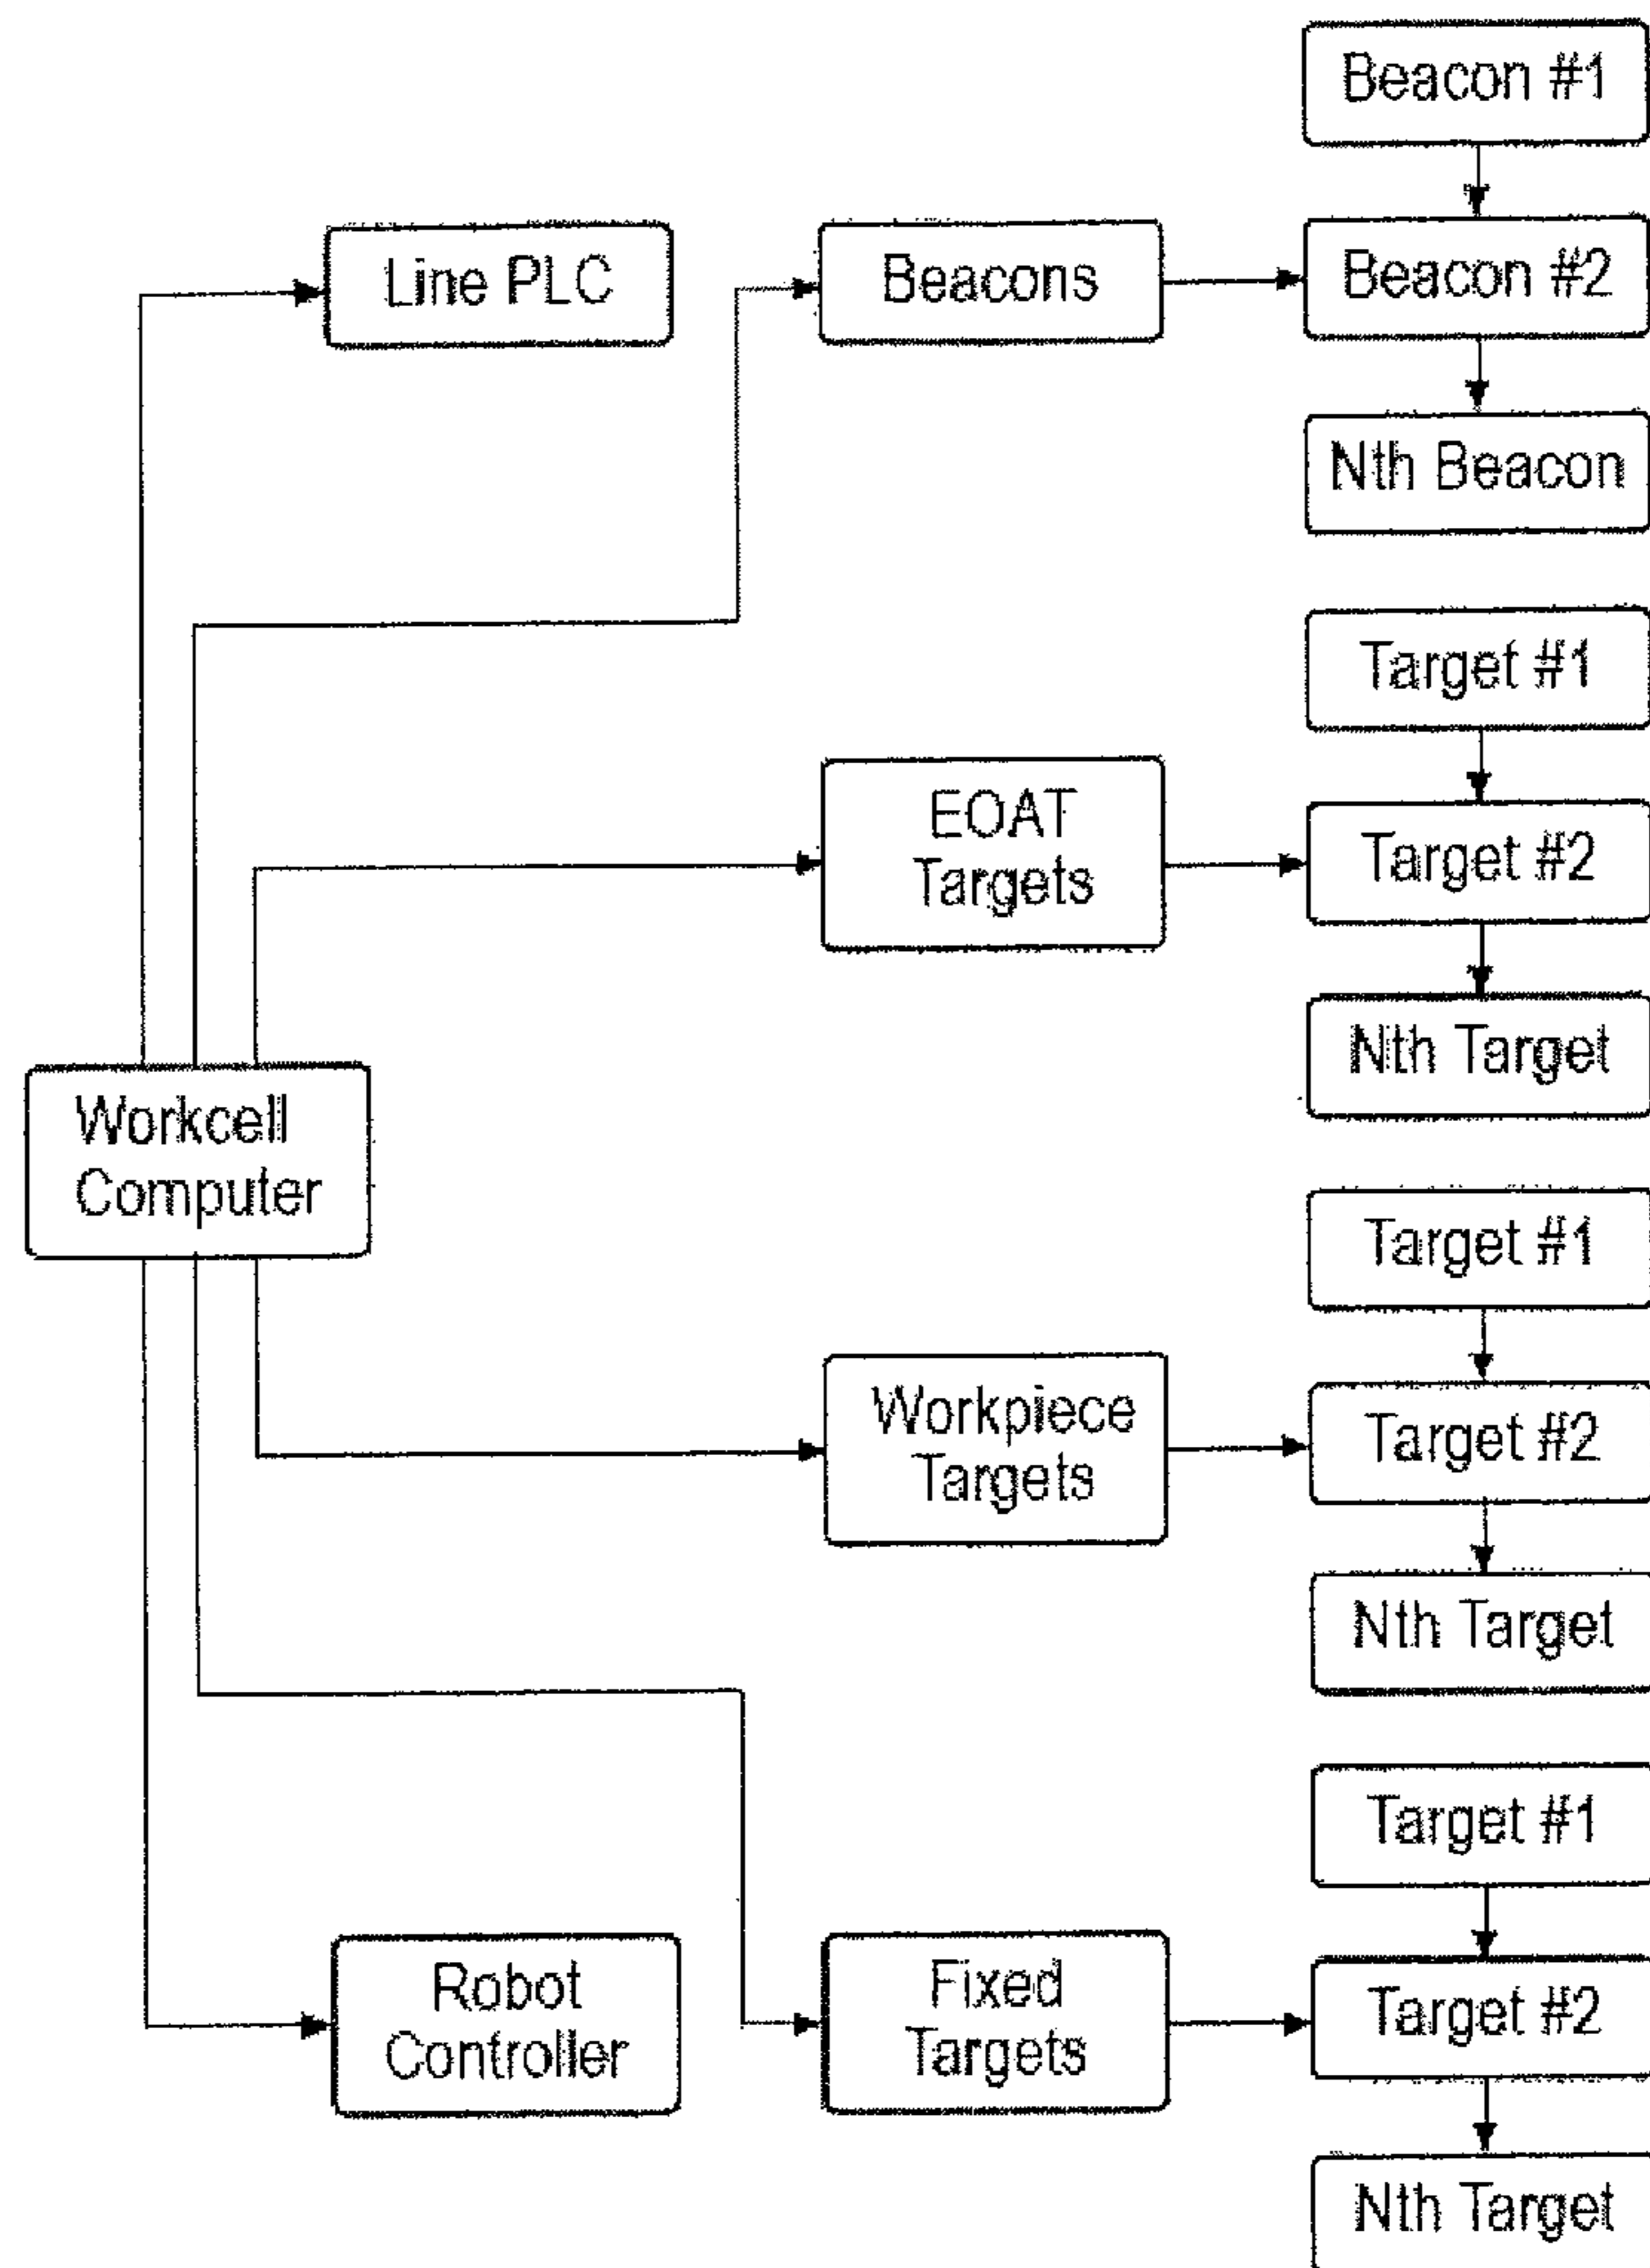 Beacon #1
Line PLC
Beacons
Beacon #2
Nth Beacon
Target #1
EOAT
Targets
Target #2
Nth Target
Workcell
Computer
Target #1
Workpiece
Targets
Target #2
Nth Target
Target #1
Robot
Controller
Fixed
Targets
Target #2
Nth Target